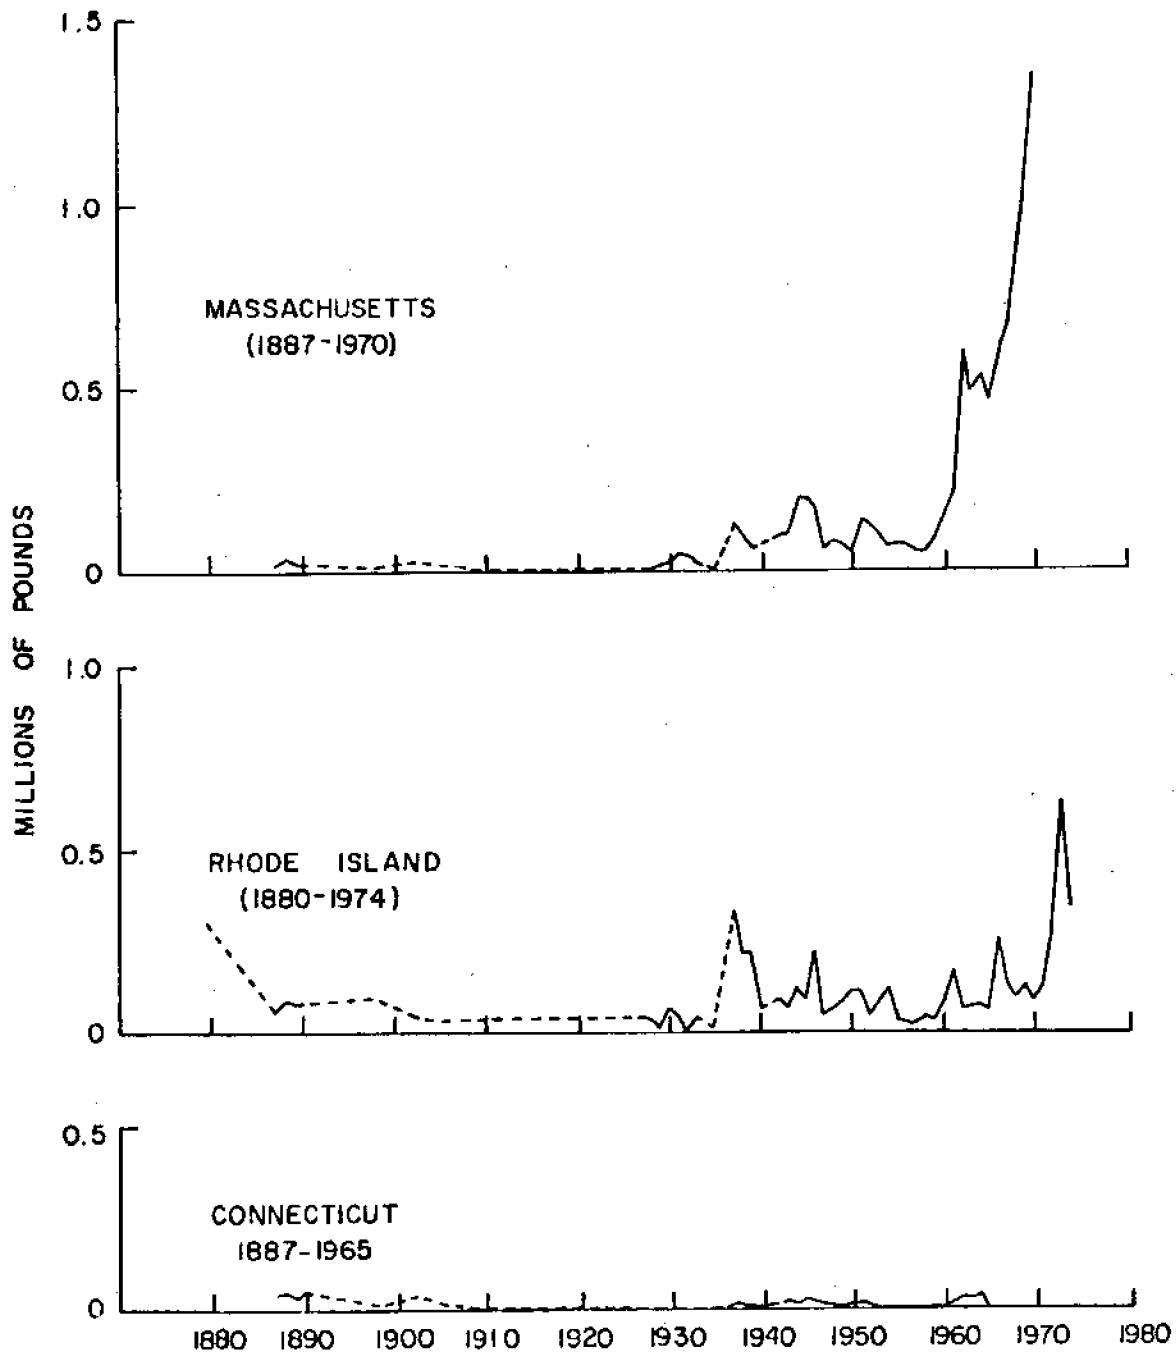 MILLIONS OF POUNDS
1.5
1.0
0.5
0
MASSACHUSETTS
(1887-1970)
1.0
0.5
0
RHODE ISLAND
(1880-1974)
0.5
0
CONNECTICUT
1887-1965
1880 1890 1900 1910 1920 1930 1940 1950 1960 1970 1980